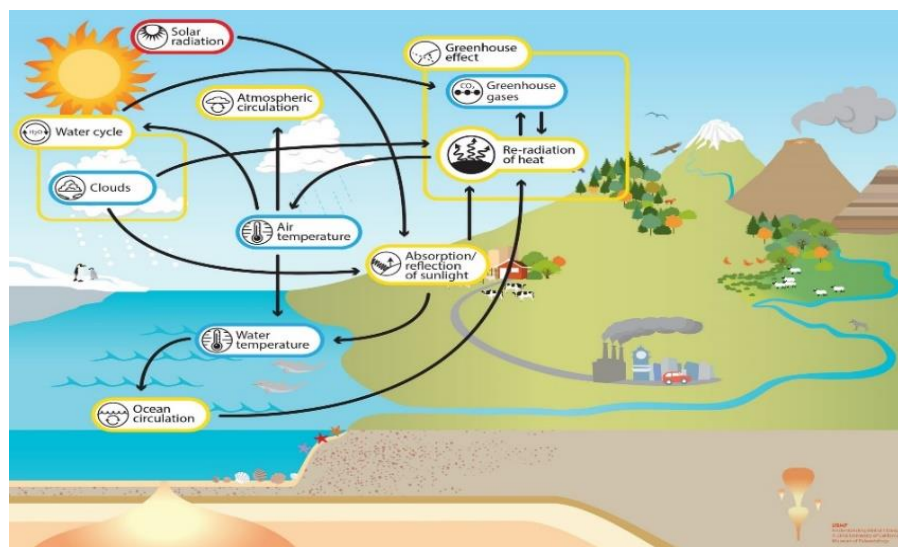 Solar
radiation
Greenhouse
effect
CO₂
Greenhouse
gases
Atmospheric
circulation
H₂O
Water cycle
Re-radiation
of heat
Clouds
Air
temperature
Absorption/
reflection
of sunlight
Water
temperature
Ocean
circulation